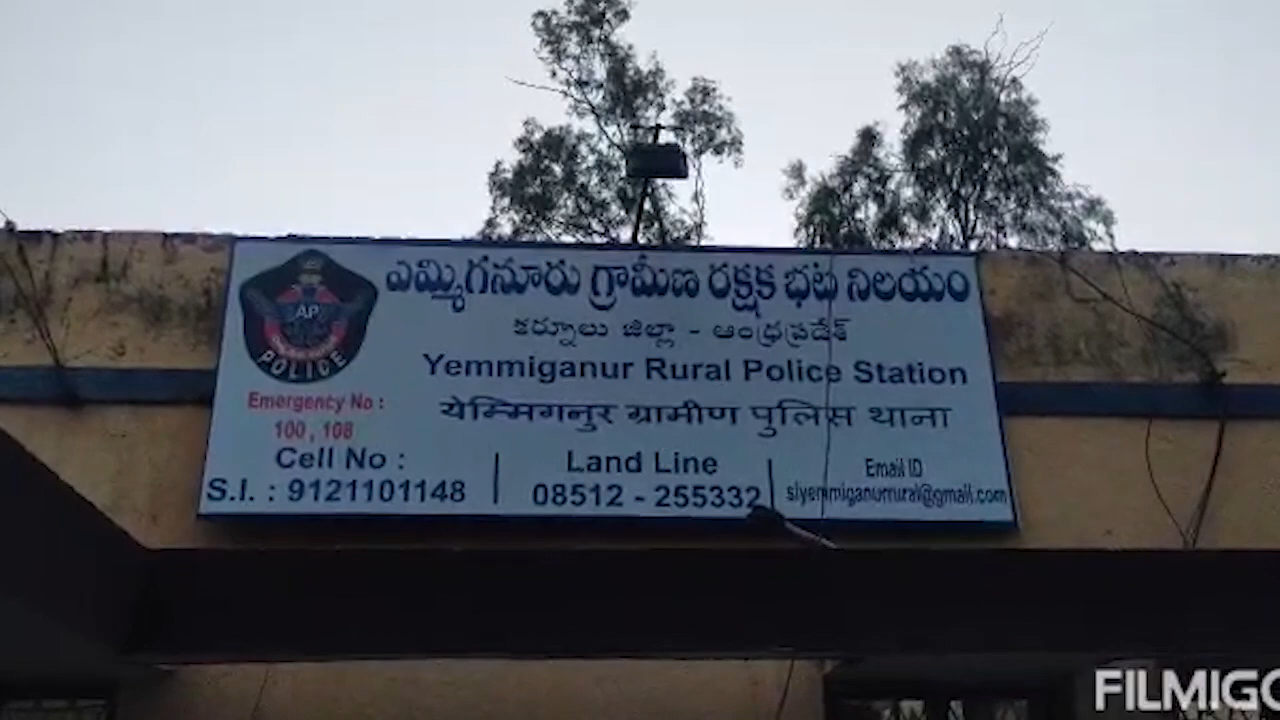 ఎమ్మిగనూరు గ్రామీణ రక్షక భట నిలయం
కర్నూలు జిల్లా - ఆంధ్రప్రదేశ్
Yemmiganur Rural Police Station
येम्मिगनुर ग्रामीण पुलिस थाना
AP
POLICE
Emergency No :
100 , 108
Cell No :
S.I. : 9121101148
Land Line
08512 - 255332
Email ID
siyemmiganurrural@gmail.com
FILMIGO